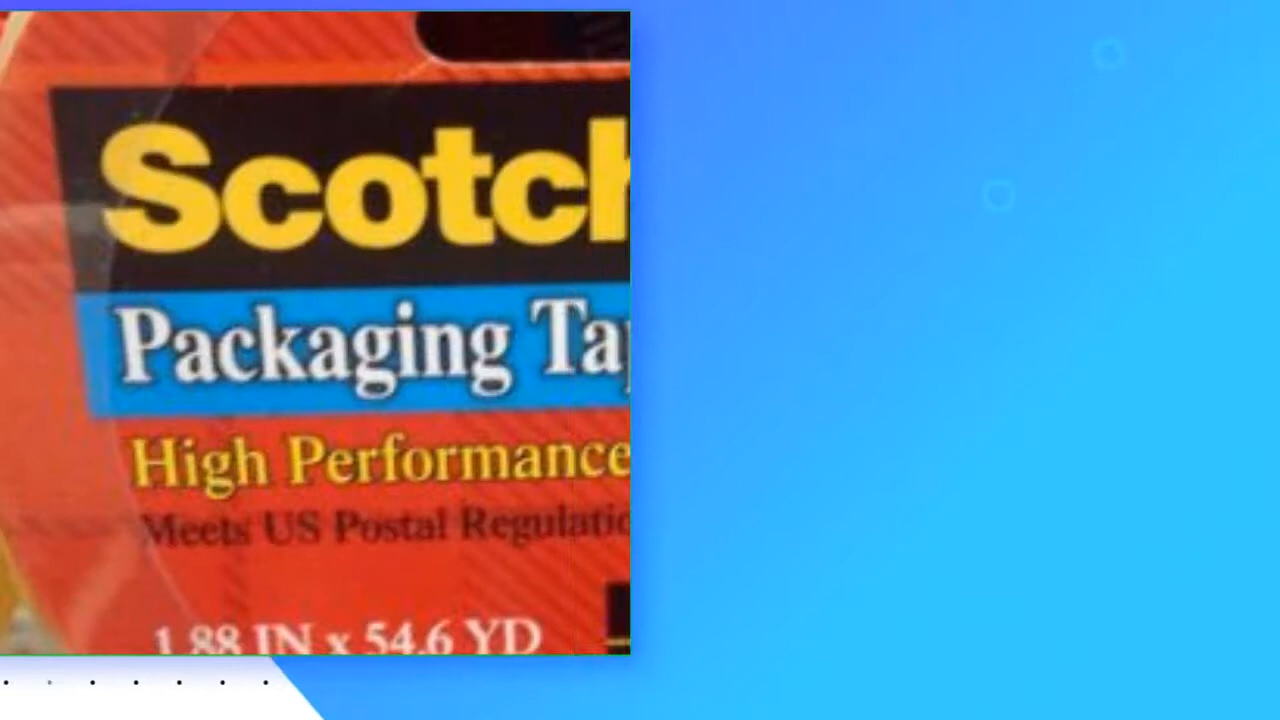 Scotch
Packaging Ta
High Performance
Meets US Postal Regulatio
1.88 IN x 54.6 YD